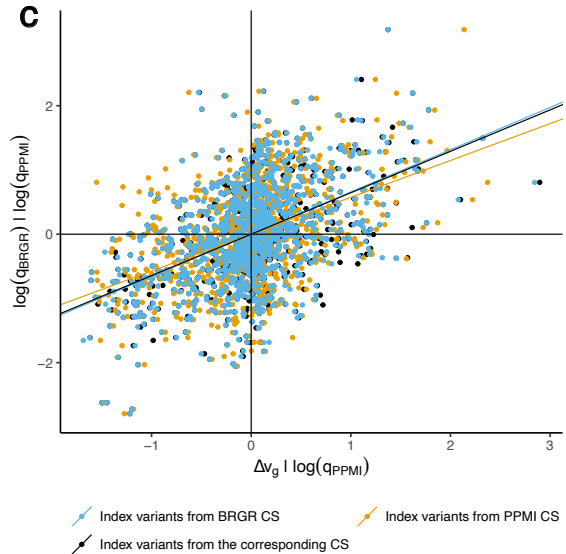 C
log(qBRGR) | log(qPPMI)
2
0
−2
−1
0
1
2
3
Δvg | log(qPPMI)
Index variants from BRGR CS
Index variants from PPMI CS
Index variants from the corresponding CS